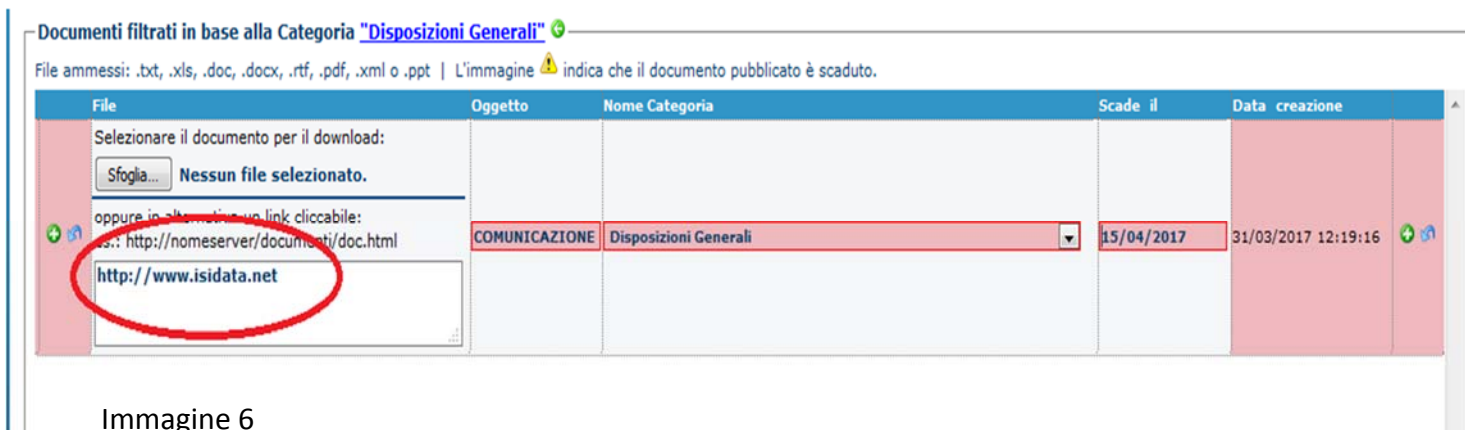 Documenti filtrati in base alla Categoria "Disposizioni Generali"
File ammessi: .txt, .xls, .doc, .docx, .rtf, .pdf, .xml o .ppt | L'immagine indica che il documento pubblicato è scaduto.
File Oggetto Nome Categoria Scade il Data creazione
Selezionare il documento per il download:
Sfoglia... Nessun file selezionato.
oppure in alternativa un link cliccabile:
es.: http://nomeserver/documenti/doc.html
COMUNICAZIONE Disposizioni Generali 15/04/2017 31/03/2017 12:19:16
http://www.isidata.net
Immagine 6